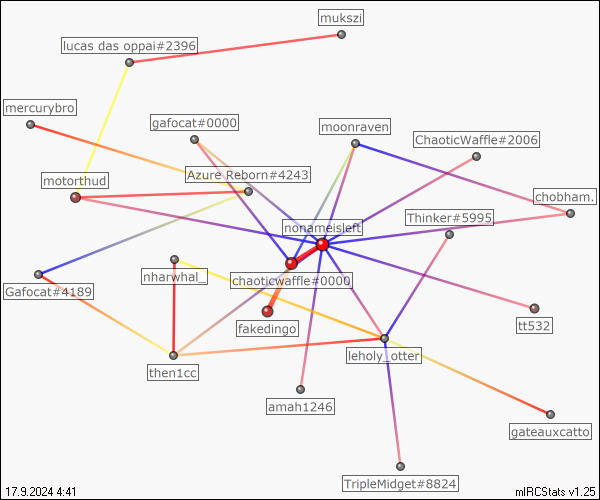 mukszi
lucas das oppai#2396
mercurybro
gafocat#0000
moonraven
ChaoticWaffle#2006
motorthud
Azure Reborn#4243
chobham.
Thinker#5995
nonameisleft
nharwhal_
chaoticwaffle#0000
Gafocat#4189
fakedingo
tt532
leholy_otter
then1cc
amah1246
gateauxcatto
TripleMidget#8824
17.9.2024 4:41
mIRCStats v1.25